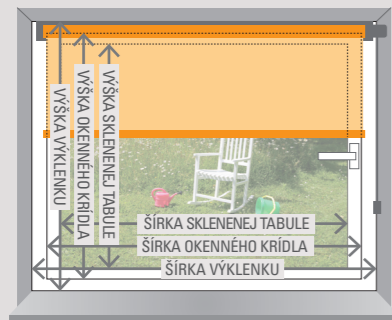 VÝŠKA VÝKLENKU
VÝŠKA OKENNÉHO KRÍDLA
VÝŠKA SKLENENEJ TABULE
ŠÍRKA SKLENENEJ TABULE
ŠÍRKA OKENNÉHO KRÍDLA
ŠÍRKA VÝKLENKU